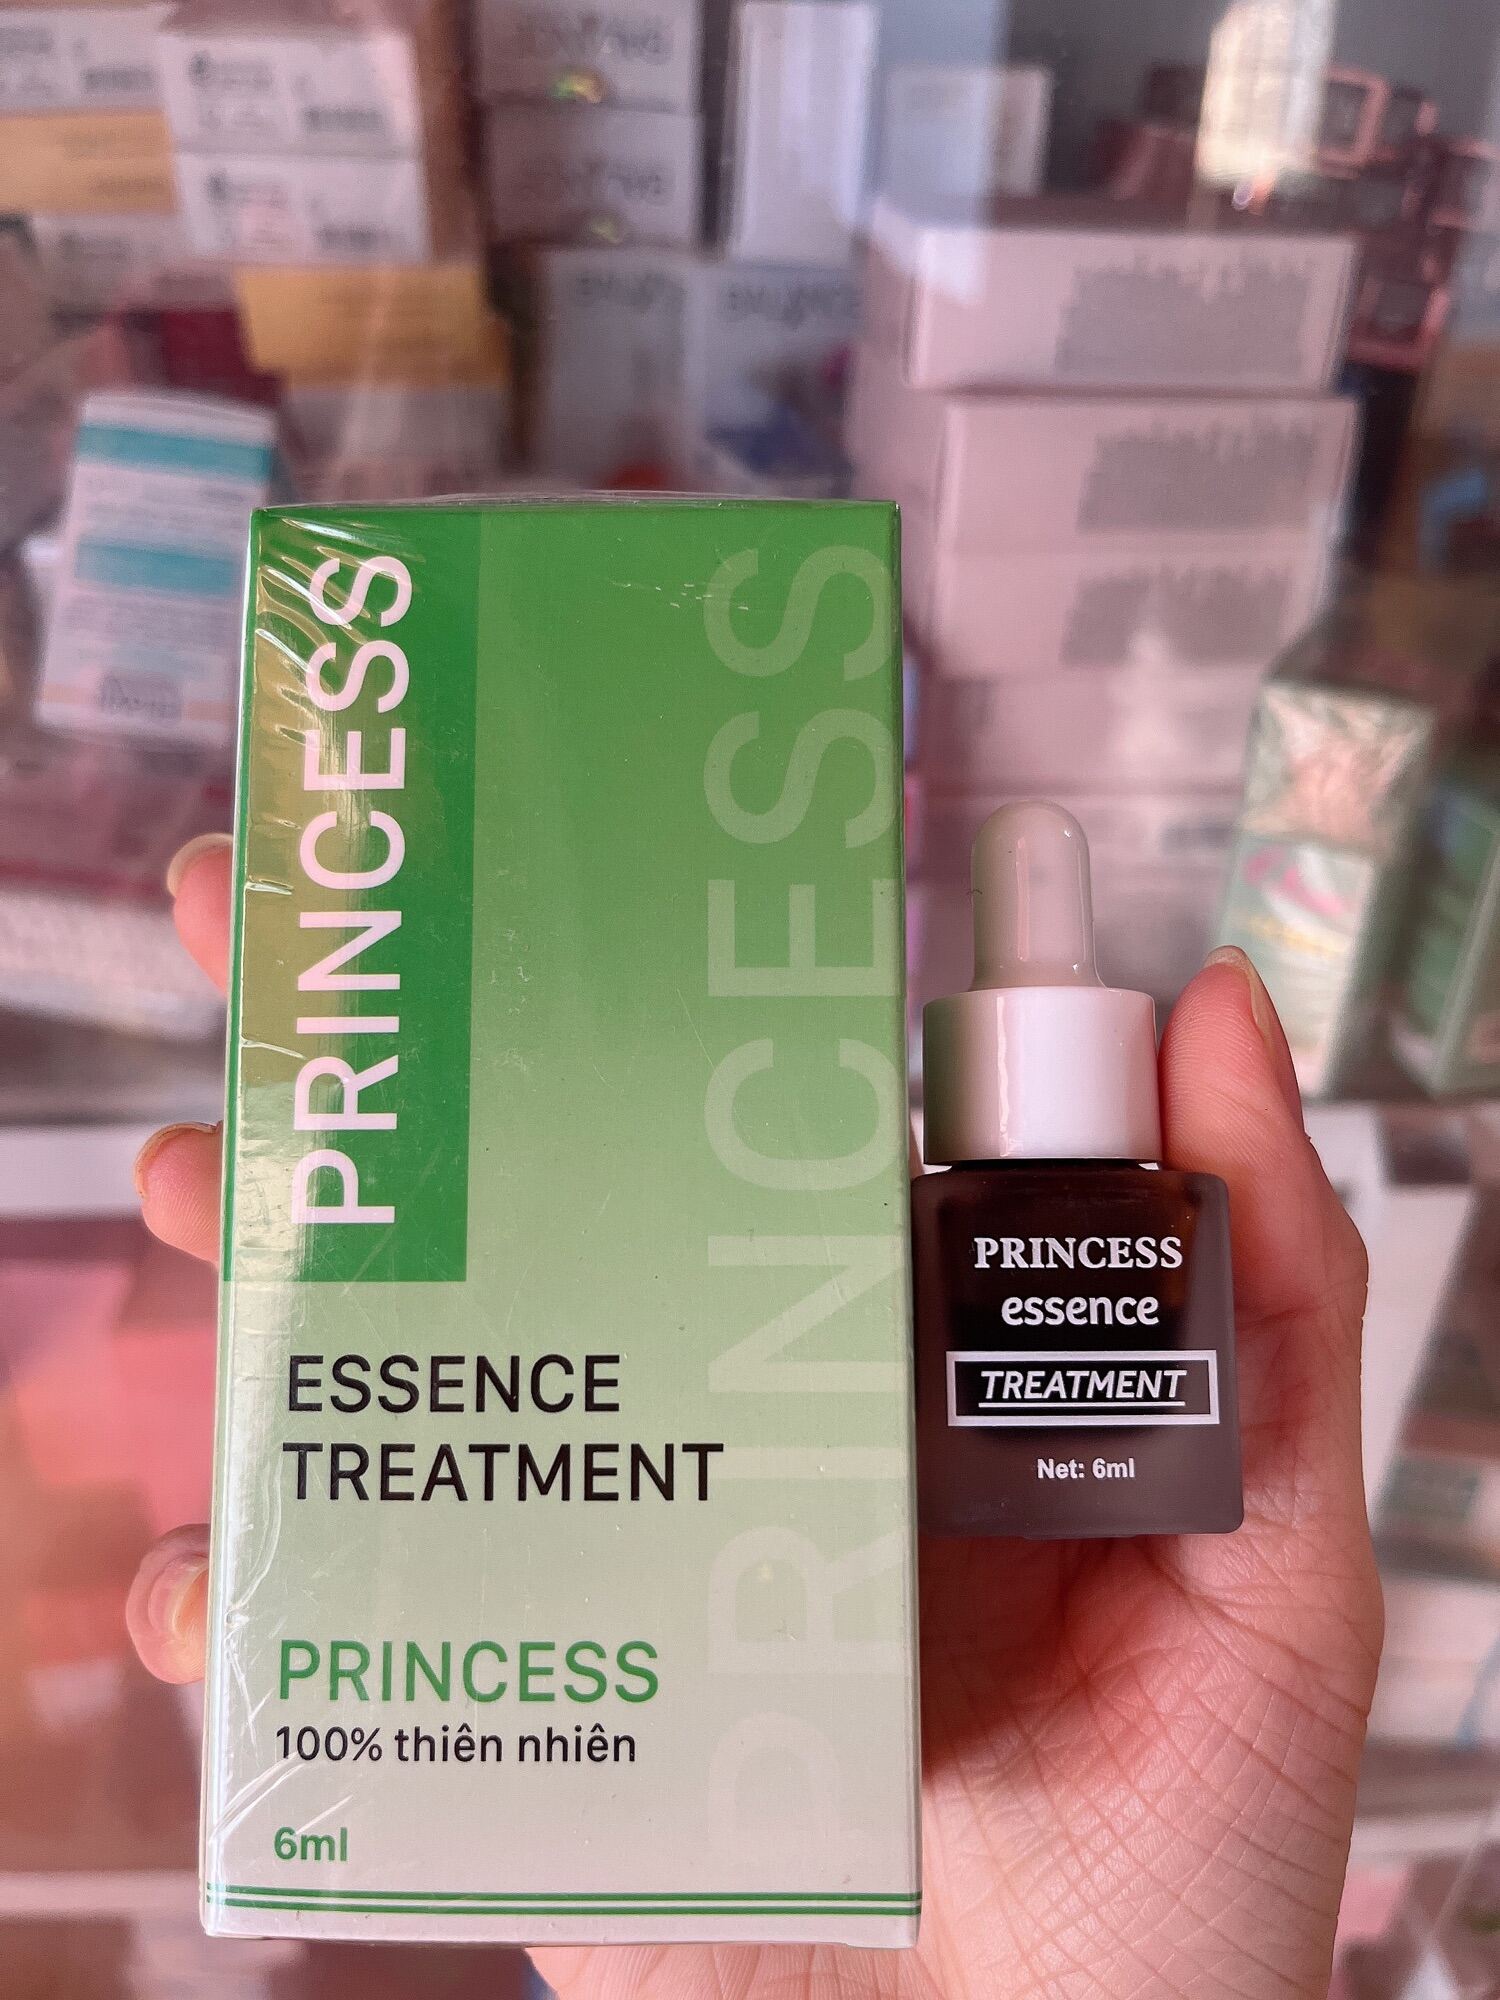 PRINCESS
PRINCESS
ESSENCE
TREATMENT
PRINCESS
100% thiên nhiên
6ml
PRINCESS
essence
TREATMENT
Net: 6ml